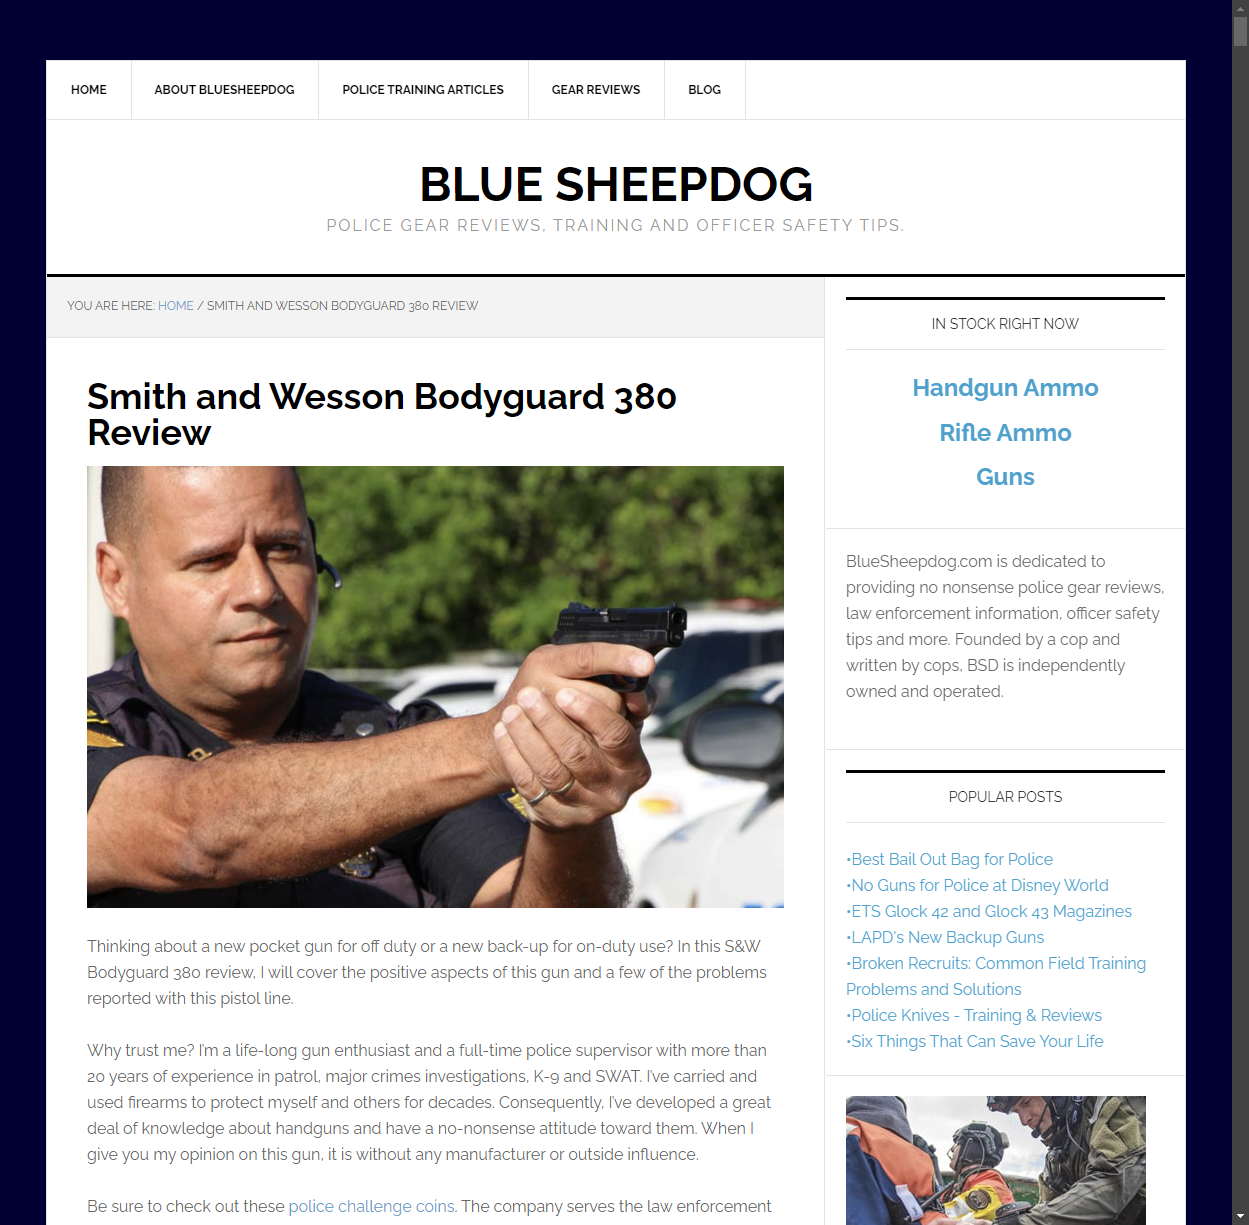 HOME
ABOUT BLUESHEEPDOG
POLICE TRAINING ARTICLES
GEAR REVIEWS
BLOG
BLUE SHEEPDOG
POLICE GEAR REVIEWS, TRAINING AND OFFICER SAFETY TIPS.
YOU ARE HERE: HOME / SMITH AND WESSON BODYGUARD 380 REVIEW
Smith and Wesson Bodyguard 380
Review
Thinking about a new pocket gun for off duty or a new back-up for on-duty use? In this S&W
Bodyguard 380 review, I will cover the positive aspects of this gun and a few of the problems
reported with this pistol line.
Why trust me? I'm a life-long gun enthusiast and a full-time police supervisor with more than
20 years of experience in patrol, major crimes investigations, K-9 and SWAT. I've carried and
used firearms to protect myself and others for decades. Consequently, I've developed a great
deal of knowledge about handguns and have a no-nonsense attitude toward them. When I
give you my opinion on this gun, it is without any manufacturer or outside influence.
Be sure to check out these police challenge coins. The company serves the law enforcement
IN STOCK RIGHT NOW
Handgun Ammo
Rifle Ammo
Guns
BlueSheepdog.com is dedicated to
providing no nonsense police gear reviews,
law enforcement information, officer safety
tips and more. Founded by a cop and
written by cops, BSD is independently
owned and operated.
POPULAR POSTS
•Best Bail Out Bag for Police
•No Guns for Police at Disney World
•ETS Glock 42 and Glock 43 Magazines
•LAPD's New Backup Guns
•Broken Recruits: Common Field Training
Problems and Solutions
•Police Knives - Training & Reviews
•Six Things That Can Save Your Life